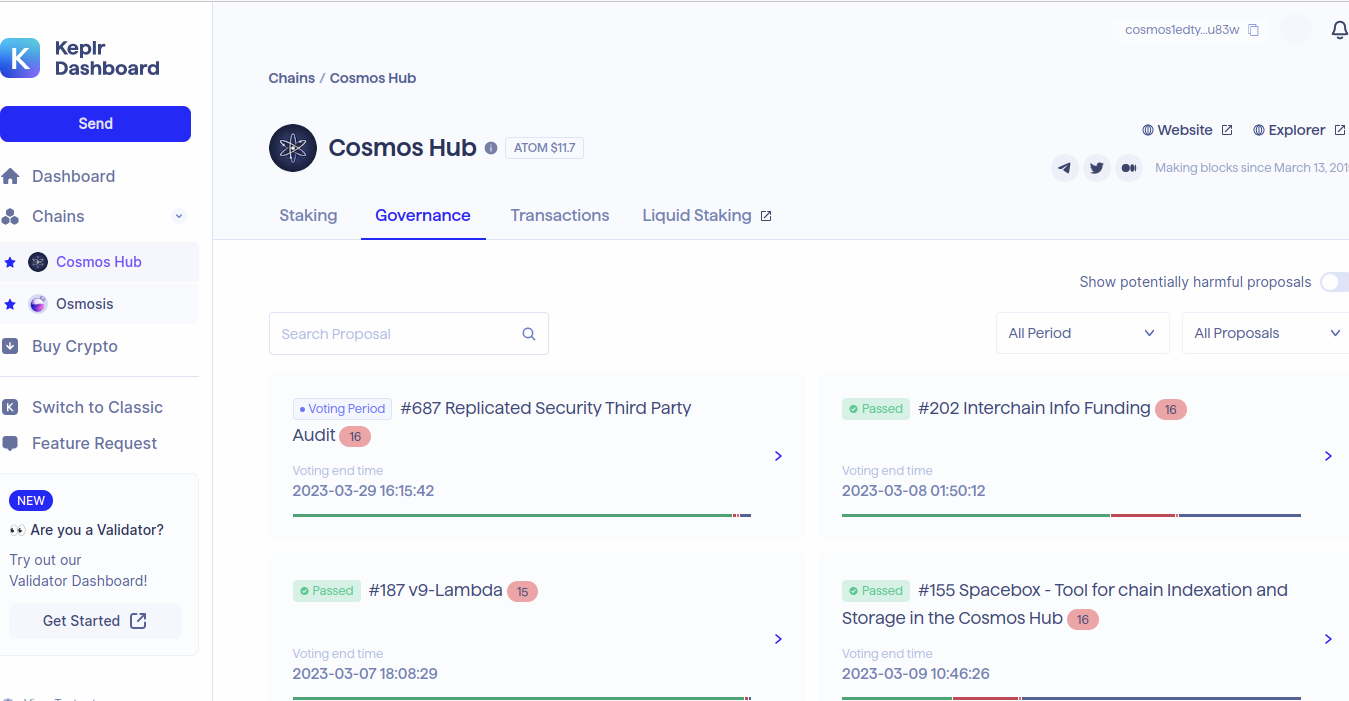 cosmos1edty...u83w
Keplr
Dashboard
Chains / Cosmos Hub
Send
Cosmos Hub
ATOM $11.7
Website
Explorer
Making blocks since March 13, 201
Dashboard
Chains
Staking
Governance
Transactions
Liquid Staking
Cosmos Hub
Osmosis
Buy Crypto
Switch to Classic
Feature Request
NEW
👀 Are you a Validator?
Try out our
Validator Dashboard!
Get Started
Show potentially harmful proposals
Search Proposal
All Period
All Proposals
Voting Period #687 Replicated Security Third Party
Audit 16
Voting end time
2023-03-29 16:15:42
Passed #202 Interchain Info Funding 16
Voting end time
2023-03-08 01:50:12
Passed #187 v9-Lambda 15
Voting end time
2023-03-07 18:08:29
Passed #155 Spacebox - Tool for chain Indexation and
Storage in the Cosmos Hub 16
Voting end time
2023-03-09 10:46:26